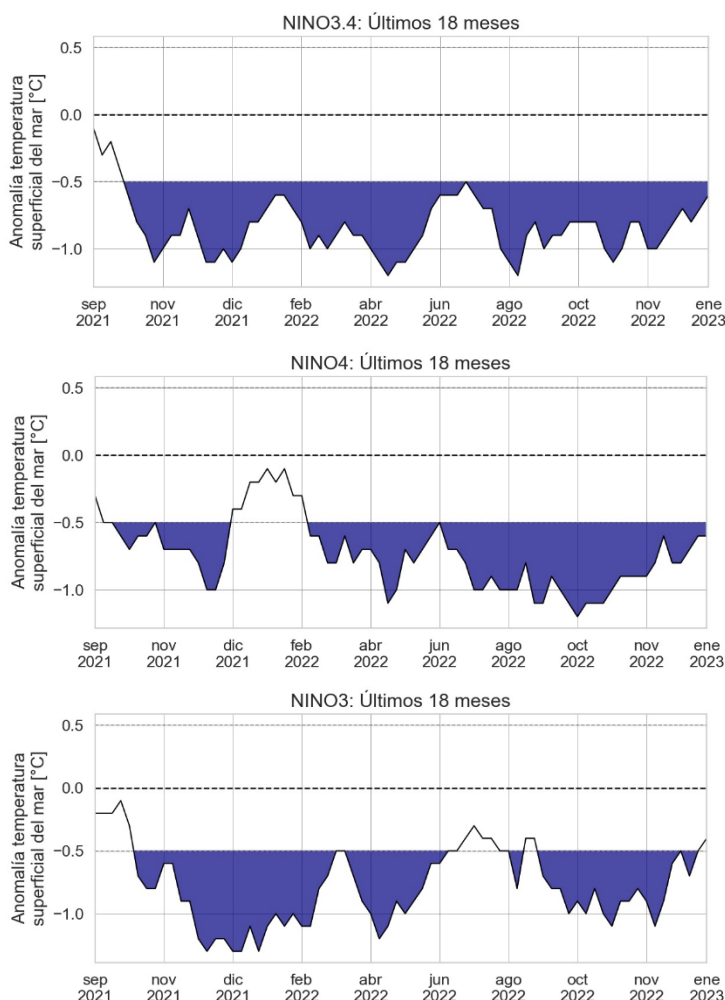 NINO3.4: Últimos 18 meses
Anomalía temperatura
superficial del mar [°C]
0.5
0.0
−0.5
−1.0
sep nov dic feb abr jun ago oct nov ene
2021 2021 2021 2022 2022 2022 2022 2022 2022 2023
NINO4: Últimos 18 meses
Anomalía temperatura
superficial del mar [°C]
0.5
0.0
−0.5
−1.0
sep nov dic feb abr jun ago oct nov ene
2021 2021 2021 2022 2022 2022 2022 2022 2022 2023
NINO3: Últimos 18 meses
Anomalía temperatura
superficial del mar [°C]
0.5
0.0
−0.5
−1.0
sep nov dic feb abr jun ago oct nov ene
2021 2021 2021 2022 2022 2022 2022 2022 2022 2023